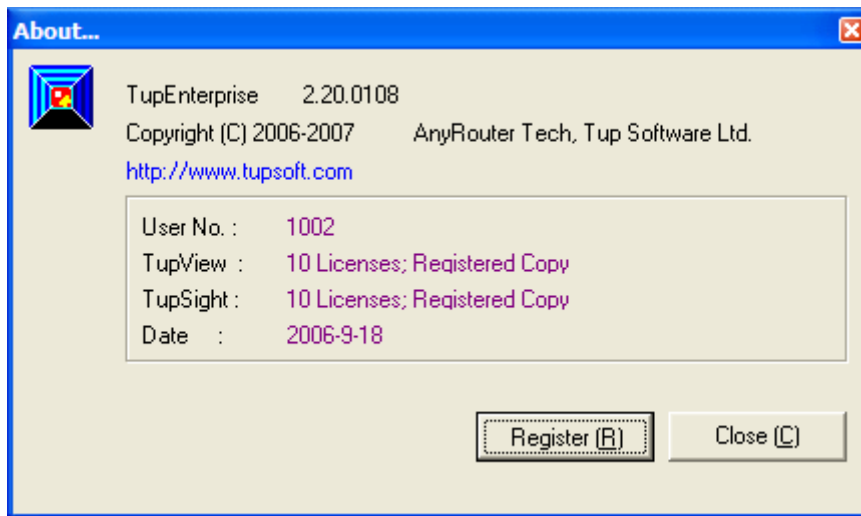 About...
TupEnterprise 2.20.0108
Copyright (C) 2006-2007 AnyRouter Tech, Tup Software Ltd.
http://www.tupsoft.com
User No. : 1002
TupView : 10 Licenses; Registered Copy
TupSight : 10 Licenses; Registered Copy
Date : 2006-9-18
Register (R) Close (C)